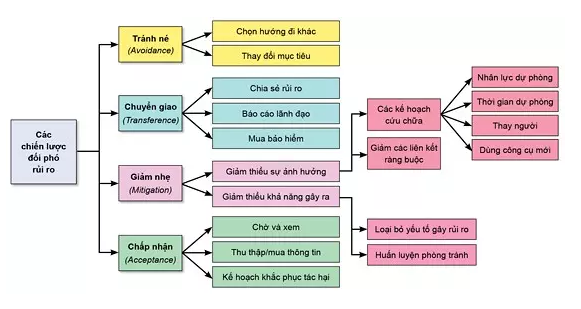 Các
chiến lược
đối phó
rủi ro
Tránh né
(Avoidance)
Chọn hướng đi khác
Thay đổi mục tiêu
Chuyển giao
(Transference)
Chia sẻ rủi ro
Báo cáo lãnh đạo
Mua bảo hiểm
Giảm nhẹ
(Mitigation)
Giảm thiểu sự ảnh hưởng
Giảm thiểu khả năng gây ra
Các kế hoạch
cứu chữa
Giảm các liên kết
ràng buộc
Nhân lực dự phòng
Thời gian dự phòng
Thay người
Dùng công cụ mới
Loại bỏ yếu tố gây rủi ro
Huấn luyện phòng tránh
Chấp nhận
(Acceptance)
Chờ và xem
Thu thập/mua thông tin
Kế hoạch khắc phục tác hại